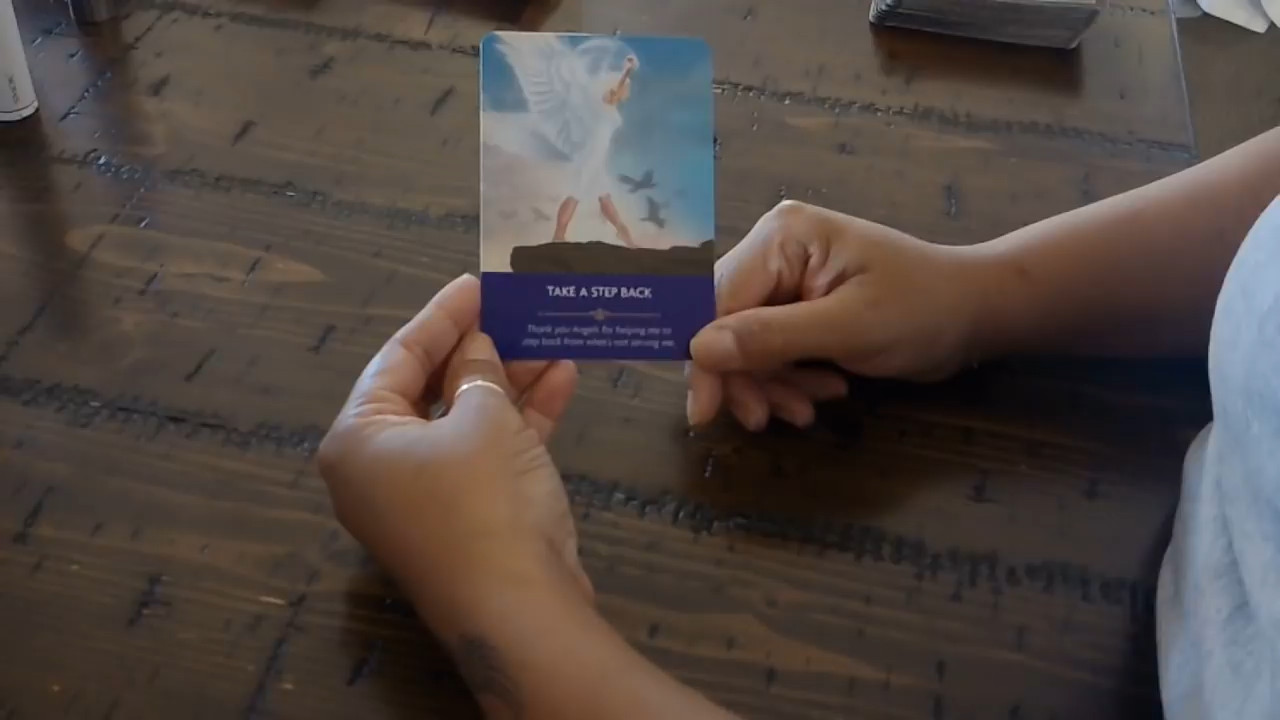 TAKE A STEP BACK
Thank you Angels for helping me to
step back from what's not serving me.